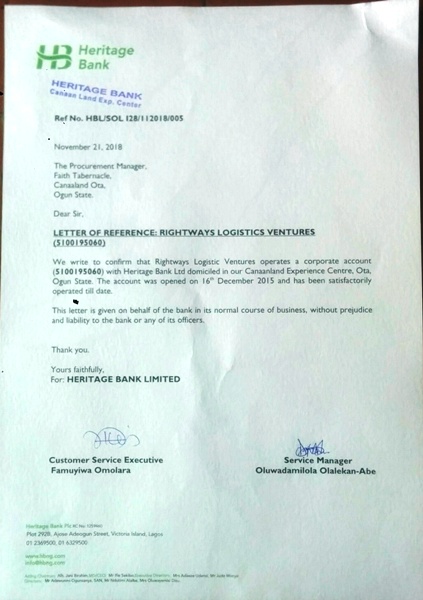 HB Heritage
Bank
HERITAGE BANK
Canaan Land Exp. Center
Ref No. HBL/SOL 128/112018/005
November 21, 2018
The Procurement Manager,
Faith Tabernacle,
Canaaland Ota,
Ogun State.
Dear Sir,
LETTER OF REFERENCE: RIGHTWAYS LOGISTICS VENTURES
(5100195060)
We write to confirm that Rightways Logistic Ventures operates a corporate account
(5100195060) with Heritage Bank Ltd domiciled in our Canaanland Experience Centre, Ota,
Ogun State. The account was opened on 16th December 2015 and has been satisfactorily
operated till date.
This letter is given on behalf of the bank in its normal course of business, without prejudice
and liability to the bank or any of its officers.
Thank you.
Yours faithfully,
For: HERITAGE BANK LIMITED
Customer Service Executive
Famuyiwa Omolara
Service Manager
Oluwadamilola Olalekan-Abe
Heritage Bank Plc
Plot 292B, Ajose Adeogun Street, Victoria Island, Lagos
01 2369500, 01 6329500
www.hbng.com
info@hbng.com